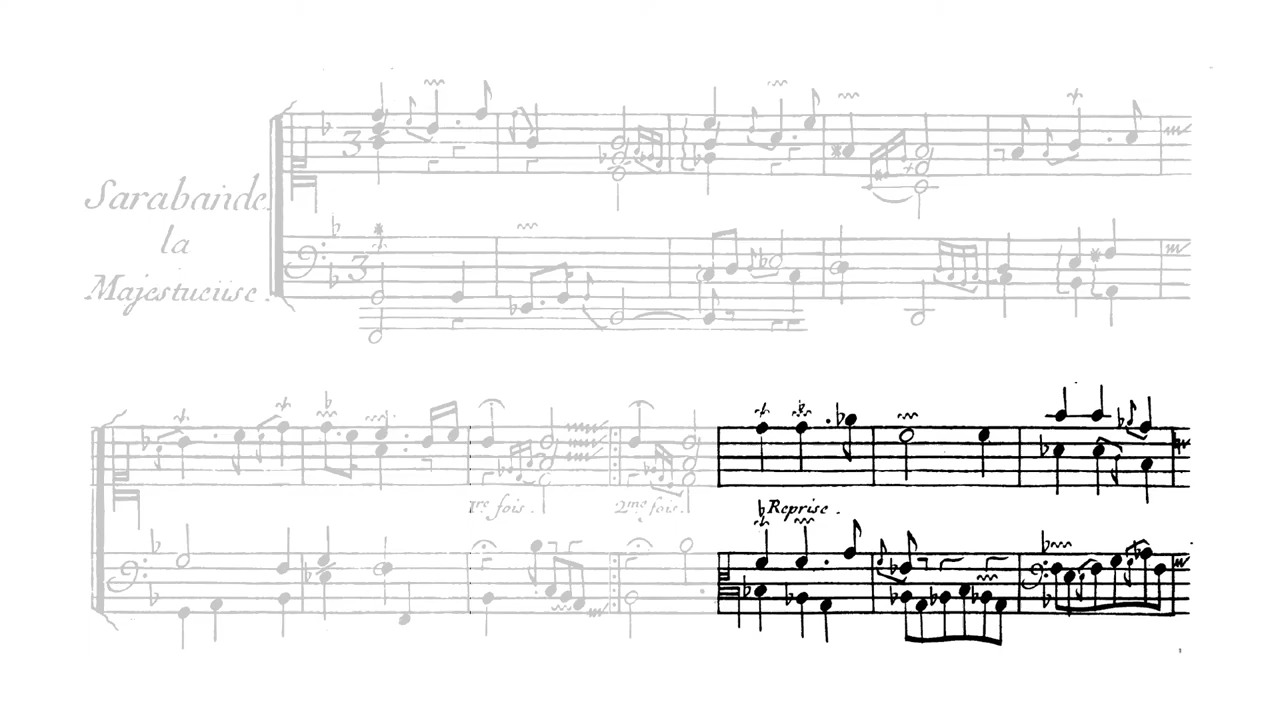 Sarabande
la
Majestueuse.
1re fois. 2me fois.
Reprise.